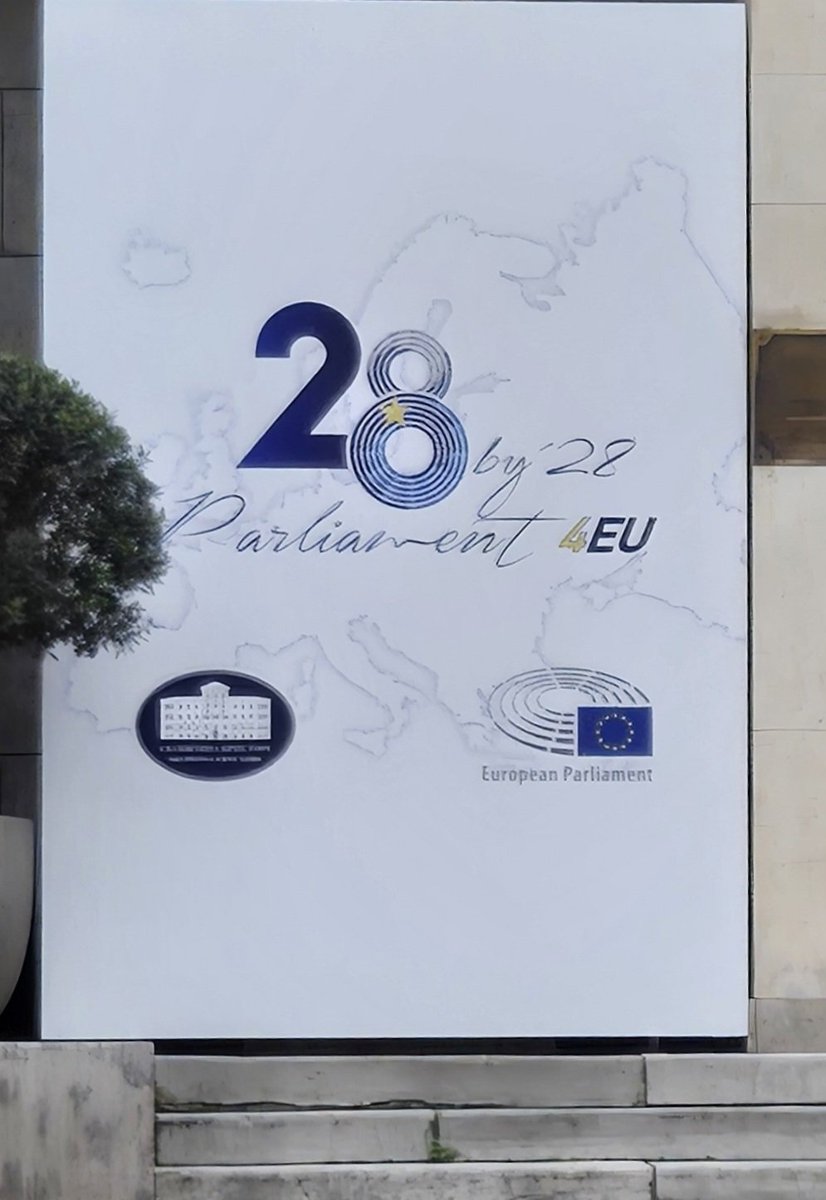 28 by '28
Parliament 4EU
European Parliament